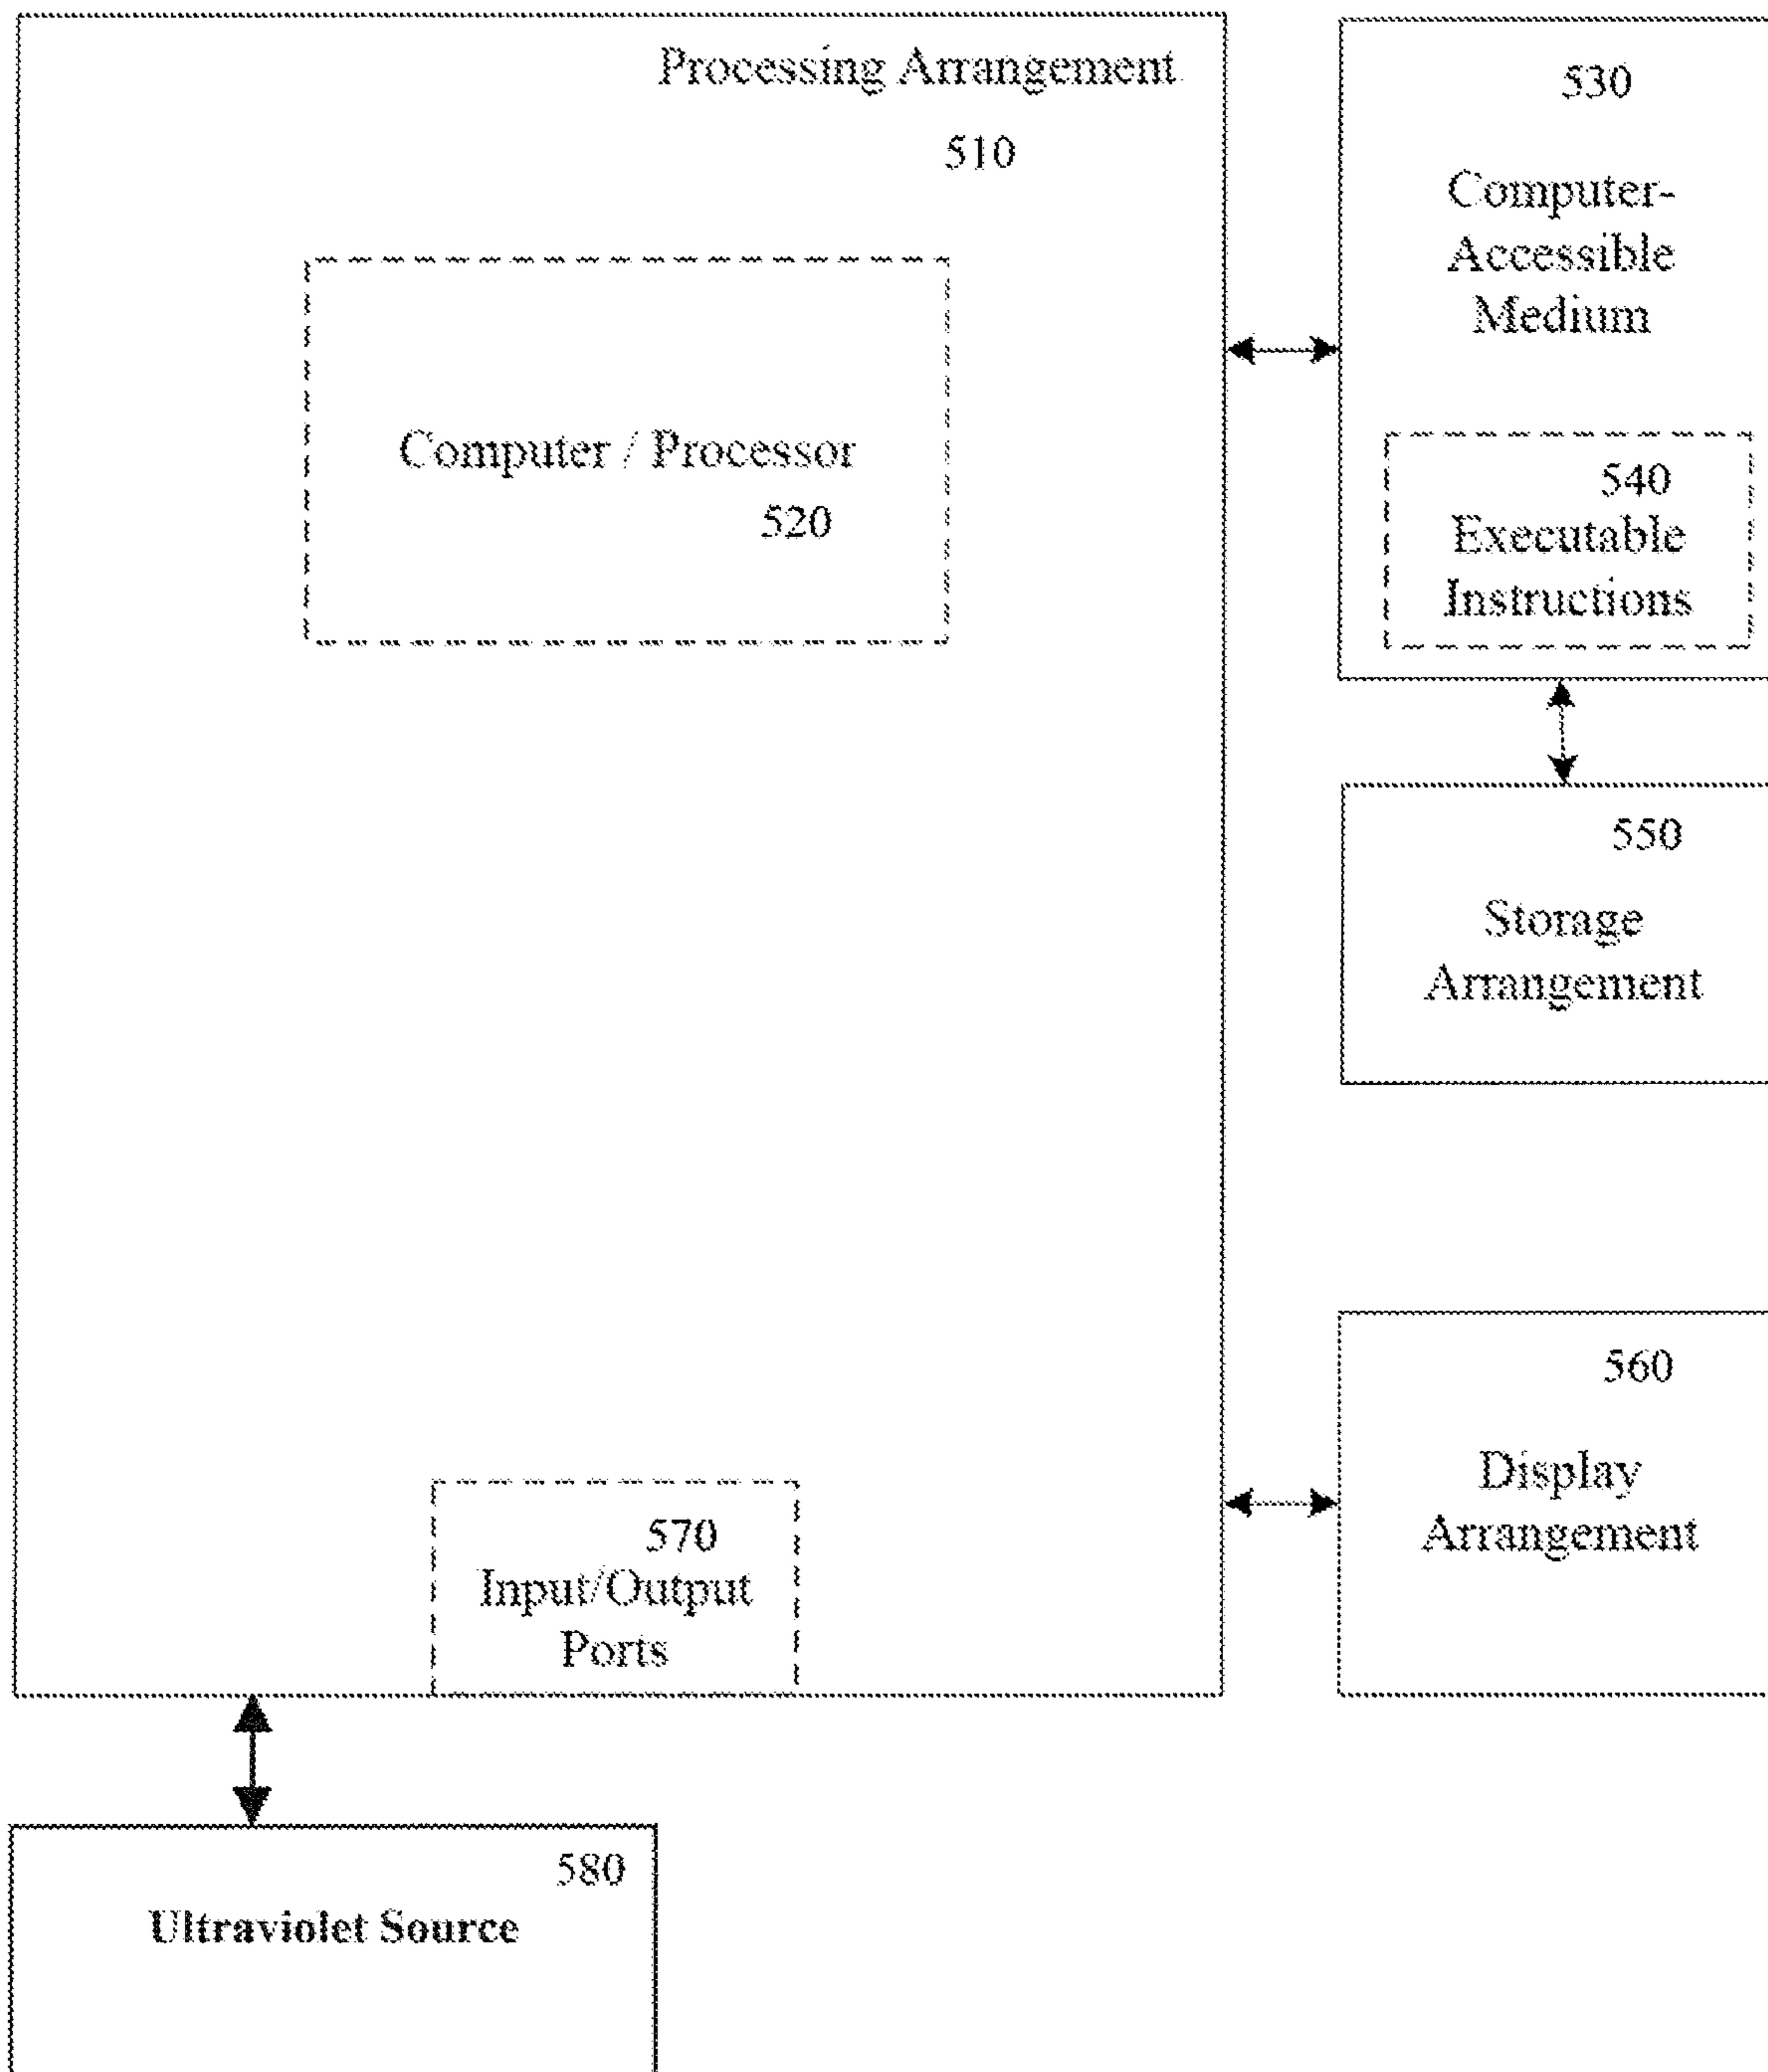 Processing Arrangement
510
Computer / Processor
520
530
Computer-
Accessible
Medium
540
Executable
Instructions
550
Storage
Arrangement
560
Display
Arrangement
570
Input/Output
Ports
580
Ultraviolet Source